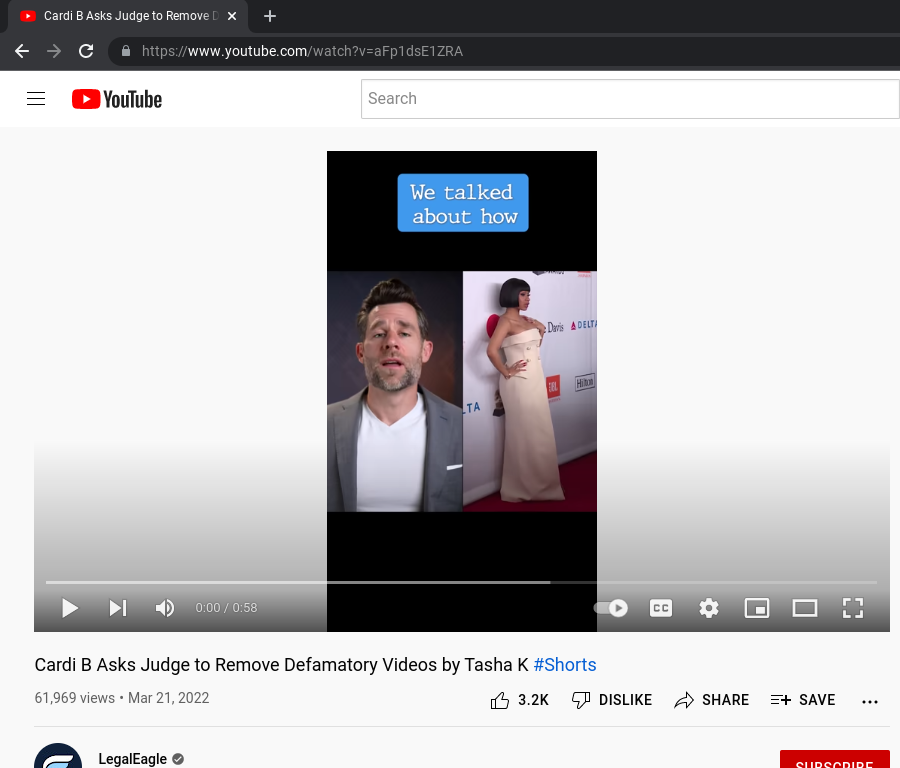 Cardi B Asks Judge to Remove D
https://www.youtube.com/watch?v=aFp1dsE1ZRA
YouTube
Search
We talked
about how
Davis
DELTA
JBL
Hilton
LTA
0:00 / 0:58
CC
Cardi B Asks Judge to Remove Defamatory Videos by Tasha K #Shorts
61,969 views • Mar 21, 2022
3.2K
DISLIKE
SHARE
SAVE
LegalEagle
SUBSCRIBE